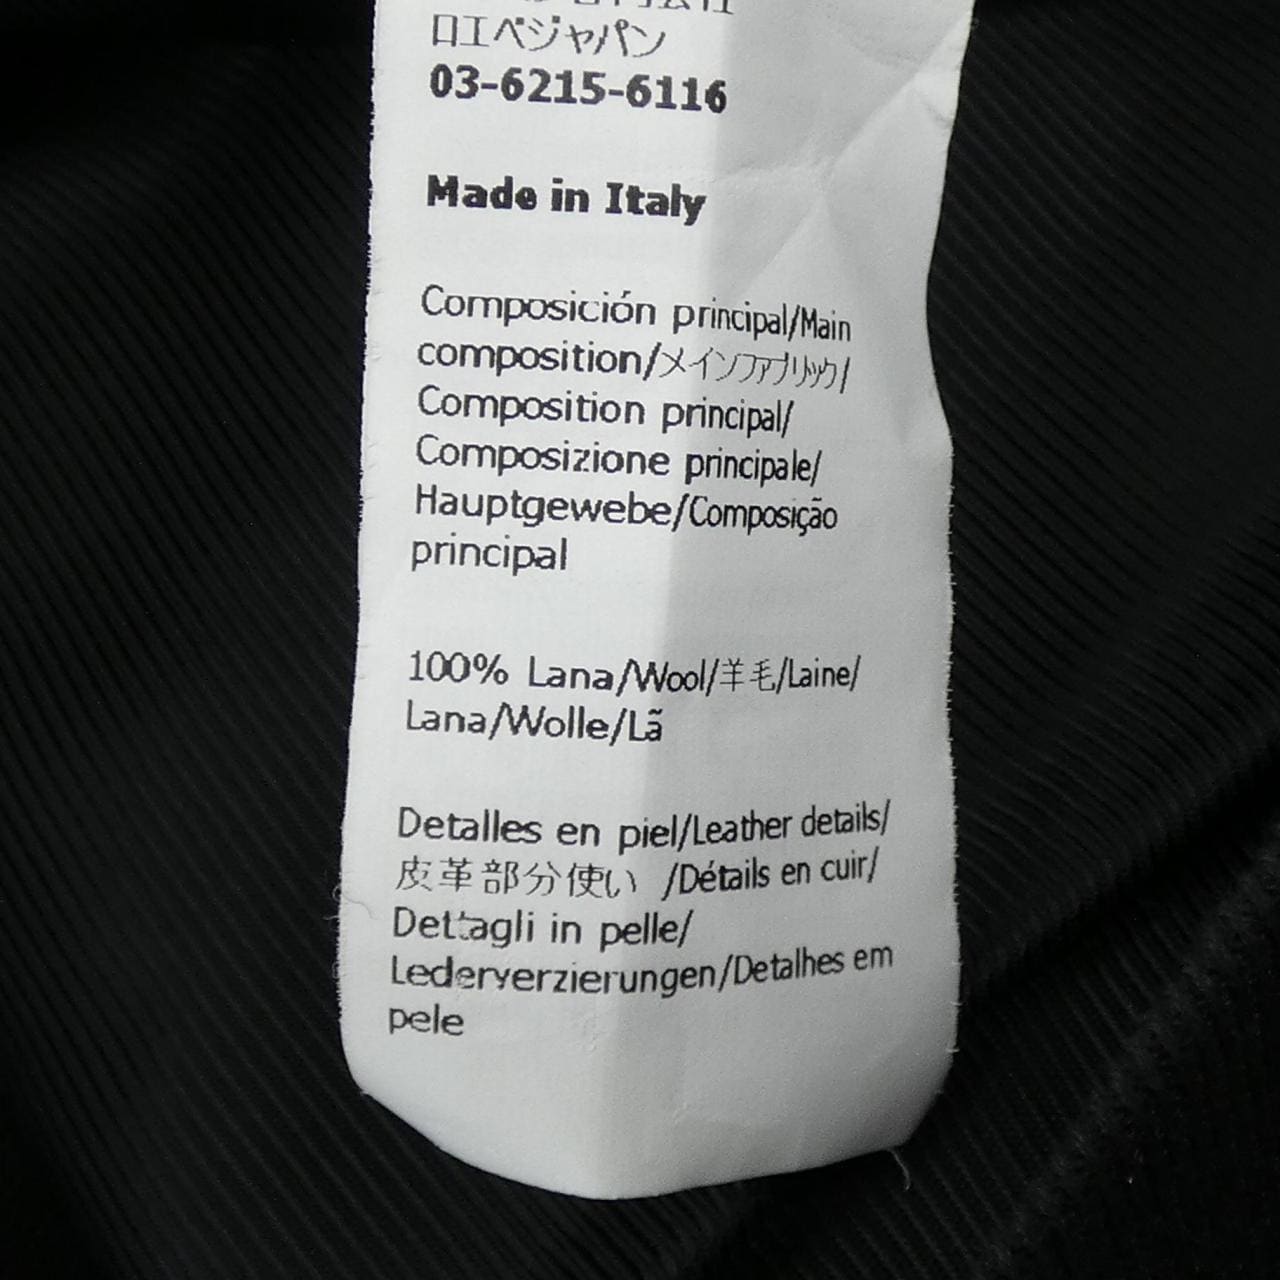 ロエベジャパン
03-6215-6116
Made in Italy
Composición principal/Main
composition/メインファブリック/
Composition principal/
Composizione principale/
Hauptgewebe/Composição
principal
100% Lana/Wool/羊毛/Laine/
Lana/Wolle/Lã
Detalles en piel/Leather details/
皮革部分使い /Détails en cuir/
Dettagli in pelle/
Lederverzierungen/Detalhes em
pele